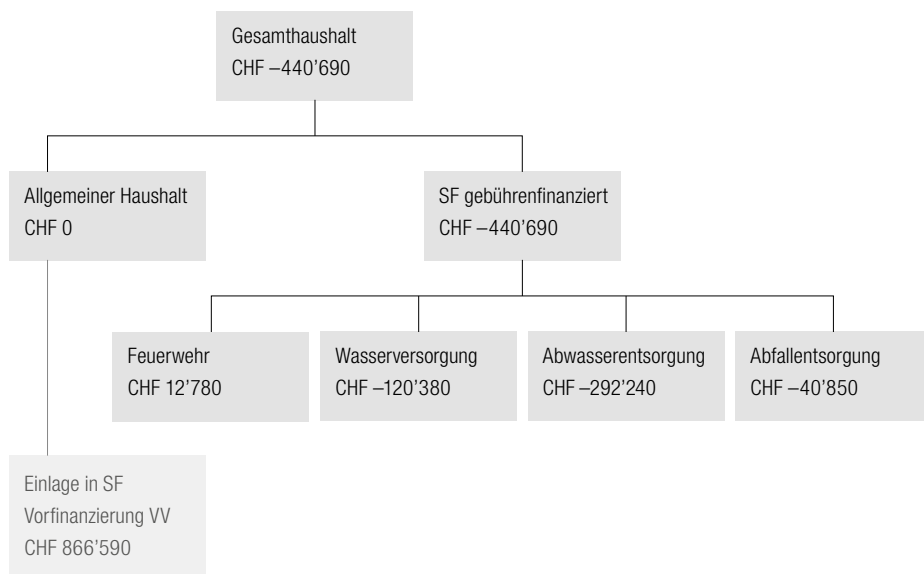 Gesamthaushalt
CHF –440’690
Allgemeiner Haushalt
CHF 0
SF gebührenfinanziert
CHF –440’690
Feuerwehr
CHF 12’780
Wasserversorgung
CHF –120’380
Abwasserentsorgung
CHF –292’240
Abfallentsorgung
CHF –40’850
Einlage in SF
Vorfinanzierung VV
CHF 866’590